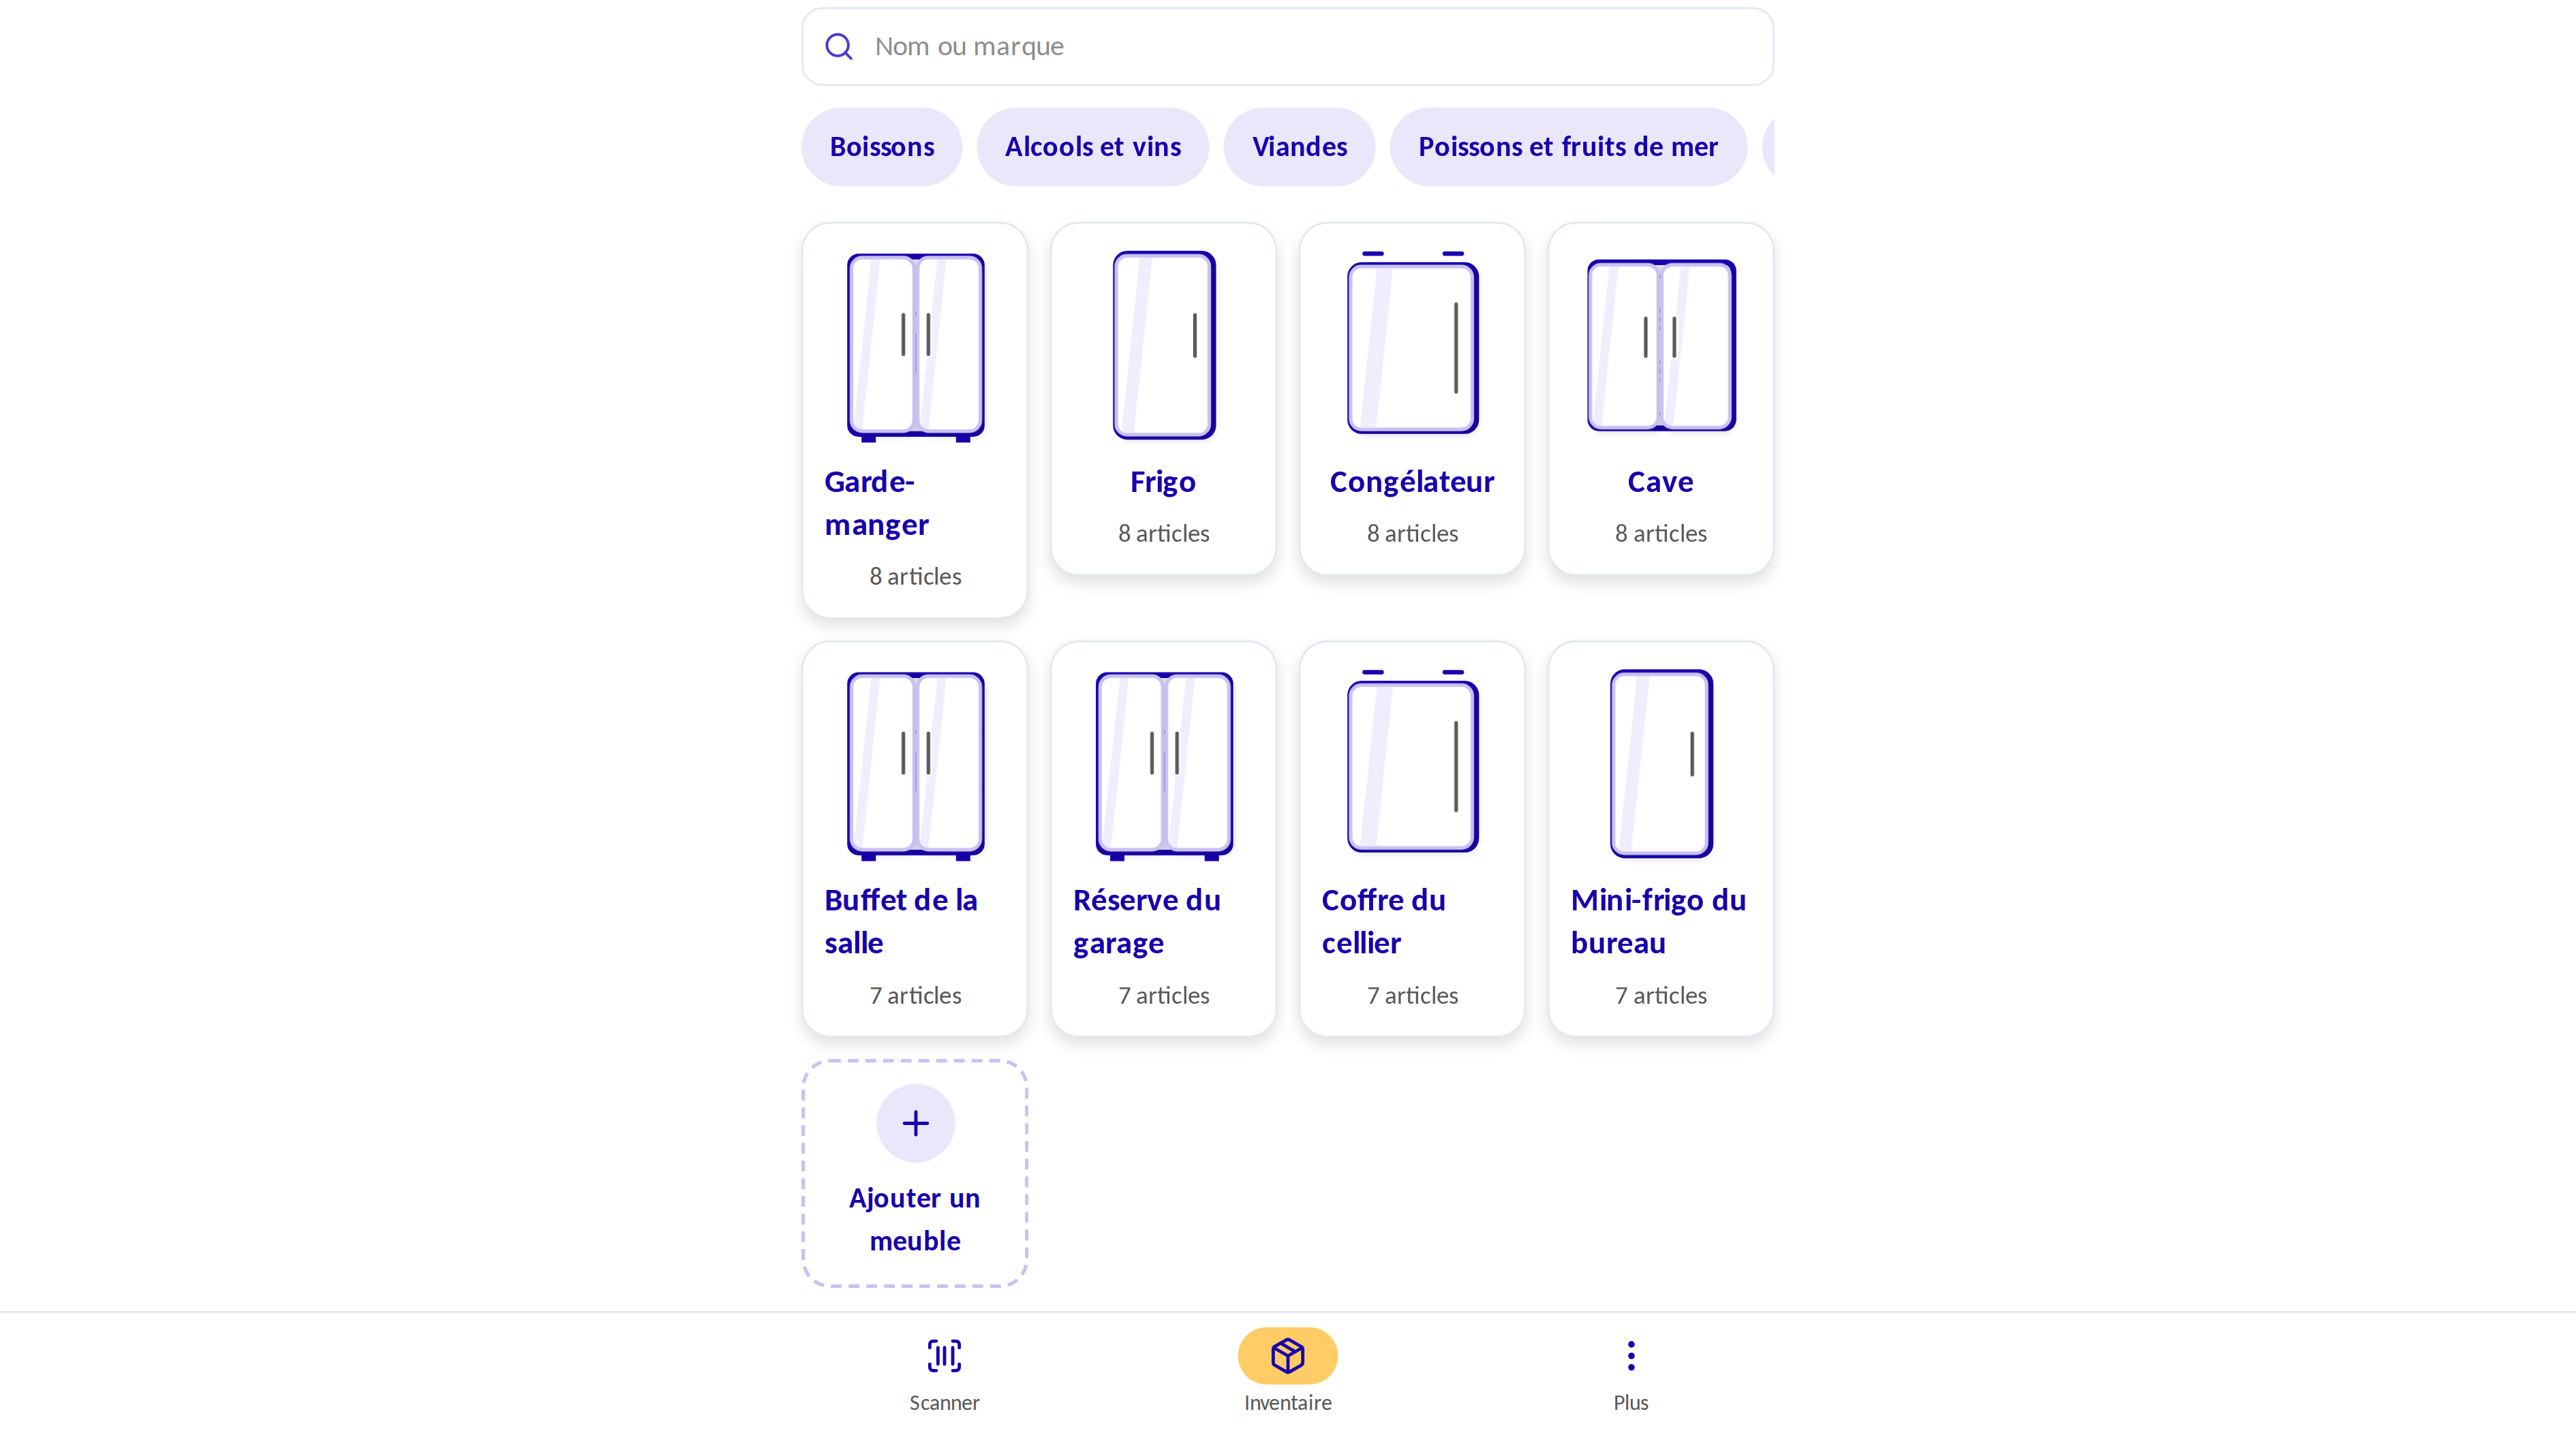 Nom ou marque
Boissons
Alcools et vins
Viandes
Poissons et fruits de mer
Garde-
manger
8 articles
Frigo
8 articles
Congélateur
8 articles
Cave
8 articles
Buffet de la
salle
7 articles
Réserve du
garage
7 articles
Coffre du
cellier
7 articles
Mini-frigo du
bureau
7 articles
Ajouter un
meuble
Scanner
Inventaire
Plus